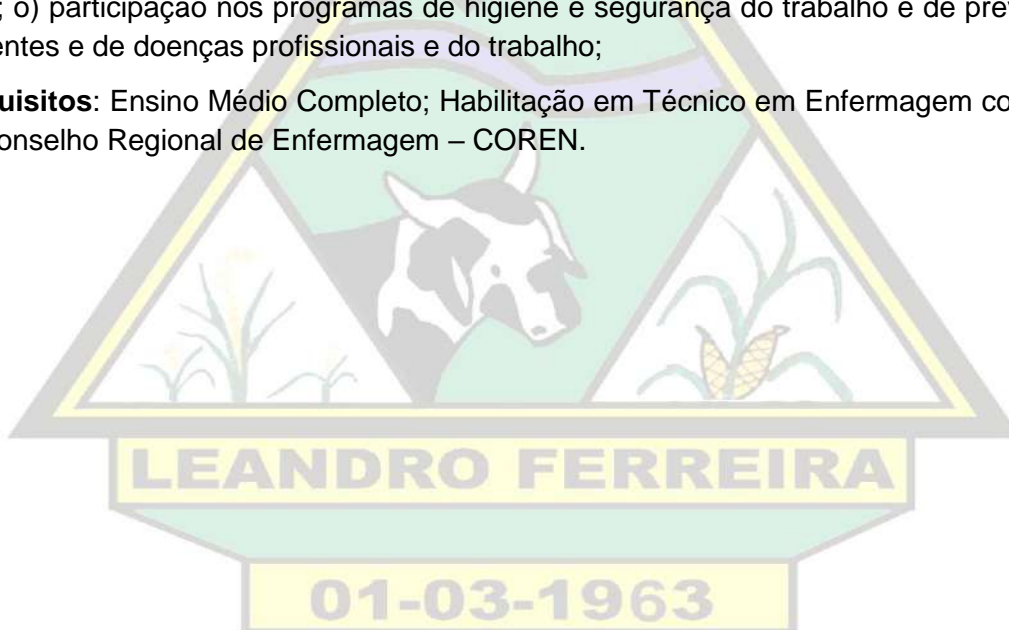 ; o) participação nos programas de higiene e segurança do trabalho e de prev
entes e de doenças profissionais e do trabalho;
uisitos: Ensino Médio Completo; Habilitação em Técnico em Enfermagem co
onselho Regional de Enfermagem – COREN.
LEANDRO FERREIRA
01-03-1963